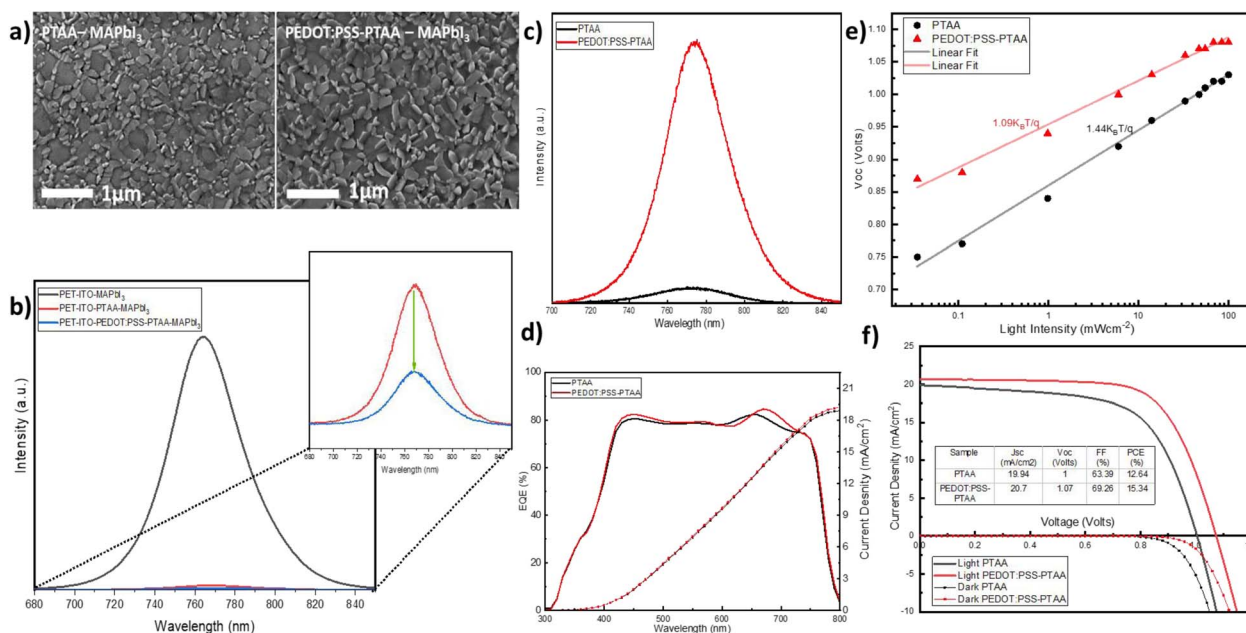 a)
PTAA– MAPbI3
PEDOT:PSS-PTAA – MAPbI3
1µm
1µm
b)
PET-ITO-MAPbI3
PET-ITO-PTAA-MAPbI3
PET-ITO-PEDOT:PSS-PTAA-MAPbI3
Intensity (a.u.)
680 700 720 740 760 780 800 820 840
Wavelength (nm)
680 700 720 740 760 780 800 820 840
Wavelength (nm)
c)
PTAA
PEDOT:PSS-PTAA
Intensity (a.u.)
700 720 740 760 780 800 820 840
Wavelegth (nm)
d)
PTAA
PEDOT:PSS-PTAA
EQE (%)
100
80
60
40
20
0
300 400 500 600 700 800
Wavelength (nm)
21
18
15
12
9
6
3
0
Current Density (mA/cm2)
e)
PTAA
PEDOT:PSS-PTAA
Linear Fit
Linear Fit
1.09KBT/q
1.44KBT/q
Voc (Volts)
1.10
1.05
1.00
0.95
0.90
0.85
0.80
0.75
0.70
0.1 1 10 100
Light Intensity (mWcm-2)
f)
Current Desnity (mA/cm2)
25
20
15
10
5
0
-5
-10
Sample Jsc (mA/cm2) Voc (Volts) FF (%) PCE (%)
PTAA 19.94 1 63.39 12.64
PEDOT:PSS-PTAA 20.7 1.07 69.26 15.34
Voltage (Volts)
0.0 0.2 0.4 0.6 0.8
Light PTAA
Light PEDOT:PSS-PTAA
Dark PTAA
Dark PEDOT:PSS-PTAA